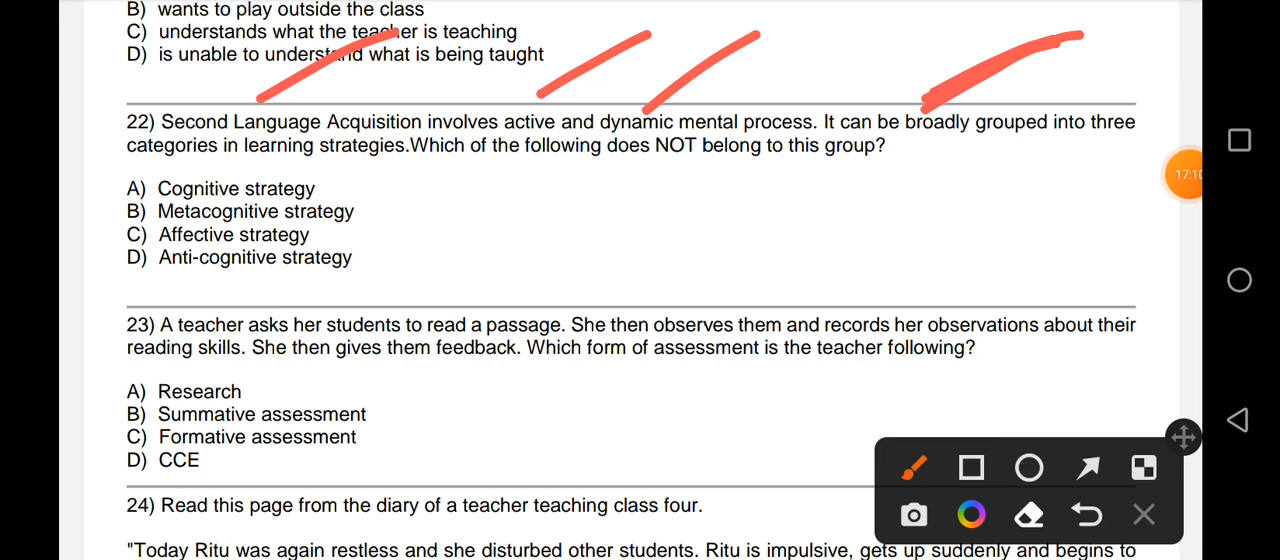 B) wants to play outside the class
C) understands what the teacher is teaching
D) is unable to understand what is being taught
22) Second Language Acquisition involves active and dynamic mental process. It can be broadly grouped into three
categories in learning strategies.Which of the following does NOT belong to this group?
A) Cognitive strategy
B) Metacognitive strategy
C) Affective strategy
D) Anti-cognitive strategy
23) A teacher asks her students to read a passage. She then observes them and records her observations about their
reading skills. She then gives them feedback. Which form of assessment is the teacher following?
A) Research
B) Summative assessment
C) Formative assessment
D) CCE
24) Read this page from the diary of a teacher teaching class four.
"Today Ritu was again restless and she disturbed other students. Ritu is impulsive, gets up suddenly and begins to
17:10